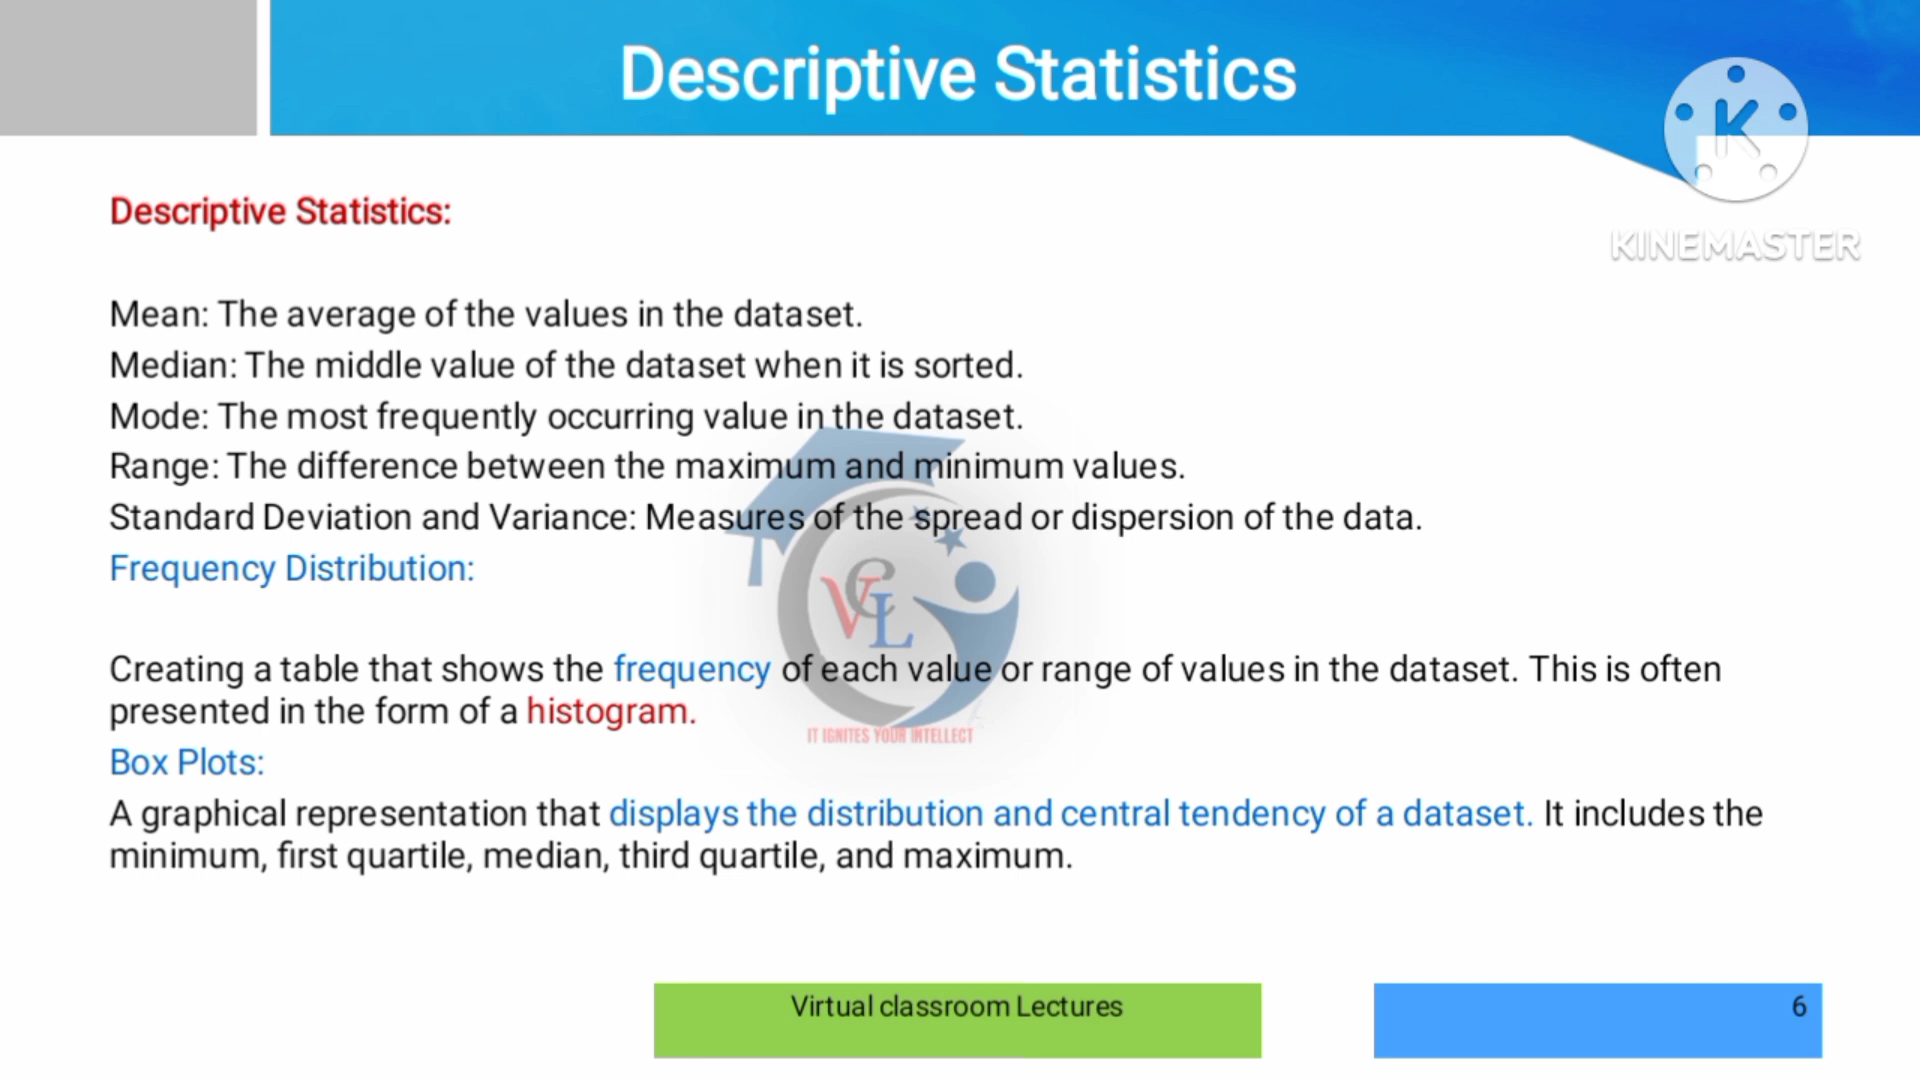 Descriptive Statistics
K
KINEMASTER
Descriptive Statistics:
Mean: The average of the values in the dataset.
Median: The middle value of the dataset when it is sorted.
Mode: The most frequently occurring value in the dataset.
Range: The difference between the maximum and minimum values.
Standard Deviation and Variance: Measures of the spread or dispersion of the data.
Frequency Distribution:
VCL
Creating a table that shows the frequency of each value or range of values in the dataset. This is often
presented in the form of a histogram.
IT IGNITES YOUR INTELLECT
Box Plots:
A graphical representation that displays the distribution and central tendency of a dataset. It includes the
minimum, first quartile, median, third quartile, and maximum.
Virtual classroom Lectures
6